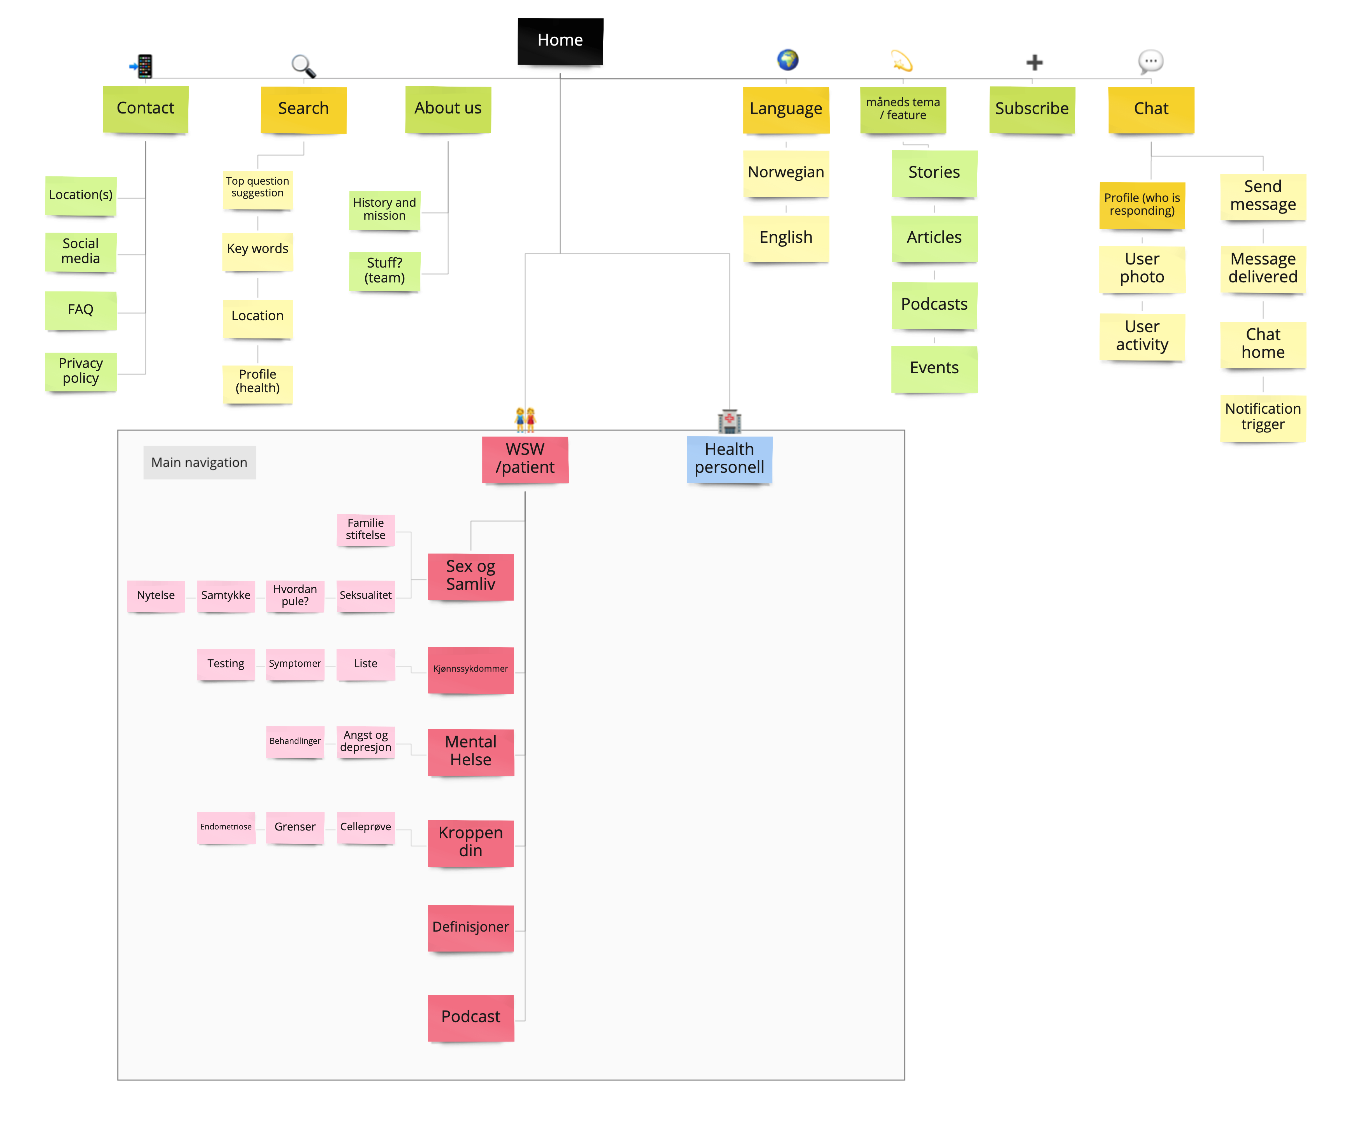 Home
Contact
Search
About us
Language
måneds tema
/ feature
Subscribe
Chat
Location(s)
Social
media
FAQ
Privacy
policy
Top question
suggestion
Key words
Location
Profile
(health)
History and
mission
Stuff?
(team)
Norwegian
English
Stories
Articles
Podcasts
Events
Profile (who is
responding)
User
photo
User
activity
Send
message
Message
delivered
Chat
home
Notification
trigger
Main navigation
WSW
/patient
Health
personell
Familie
stiftelse
Sex og
Samliv
Nytelse
Samtykke
Hvordan
pule?
Seksualitet
Testing
Symptomer
Liste
Kjønnssykdommer
Behandlinger
Angst og
depresjon
Mental
Helse
Endometnose
Grenser
Celleprøve
Kroppen
din
Definisjoner
Podcast